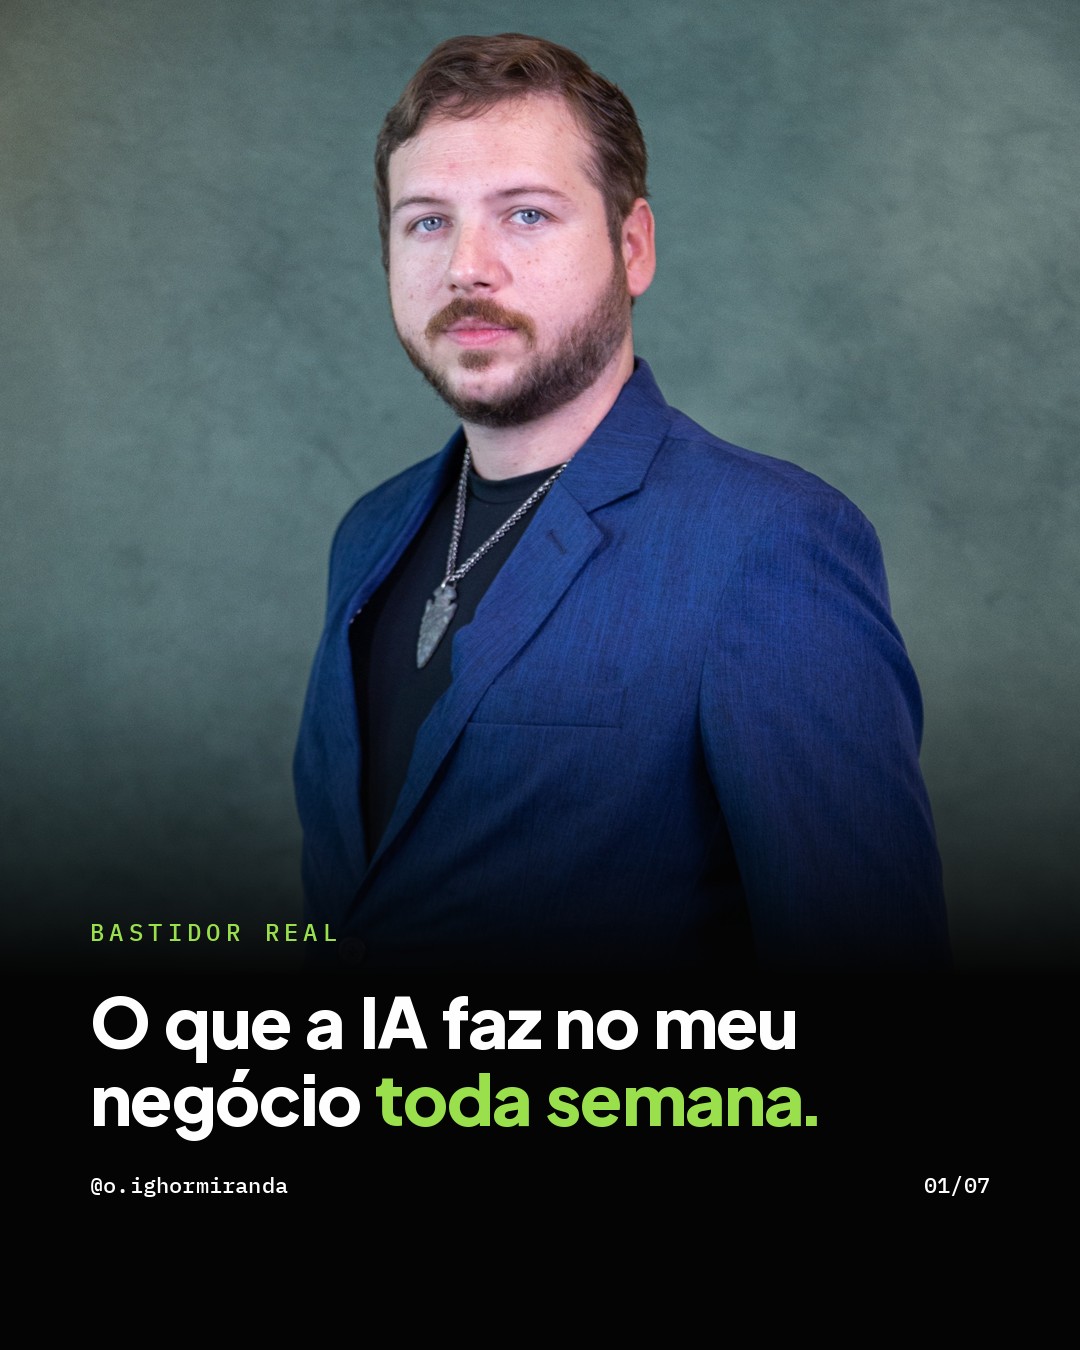 BASTIDOR REAL
O que a IA faz no meu
negócio toda semana.
@o.ighormiranda
01/07